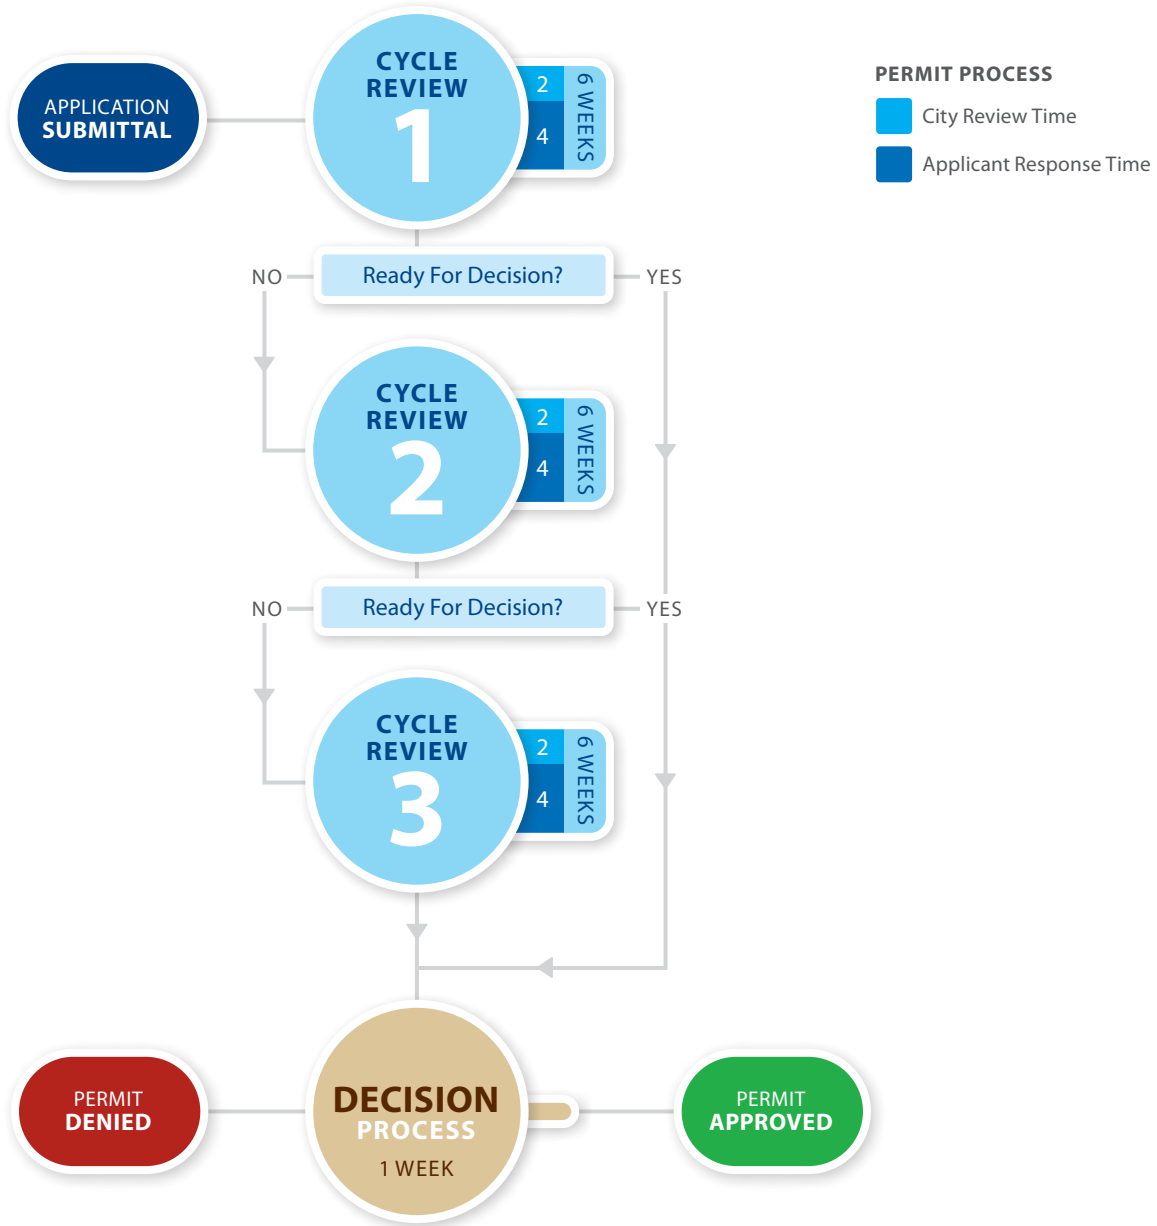 APPLICATION
SUBMITTAL
CYCLE
REVIEW
1
2
4
6 WEEKS
PERMIT PROCESS
City Review Time
Applicant Response Time
NO
Ready For Decision?
YES
CYCLE
REVIEW
2
2
4
6 WEEKS
NO
Ready For Decision?
YES
CYCLE
REVIEW
3
2
4
6 WEEKS
PERMIT
DENIED
DECISION
PROCESS
1 WEEK
PERMIT
APPROVED